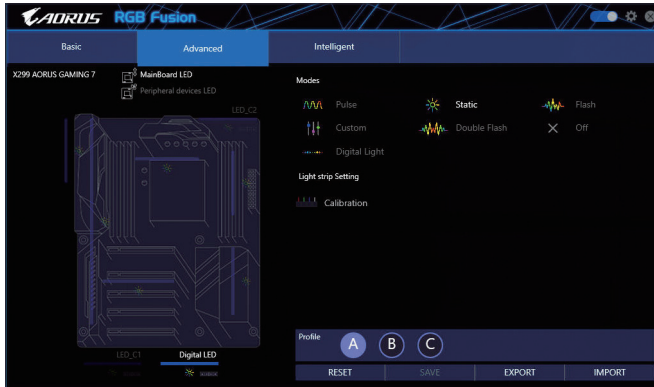 AORUS RGB Fusion
Basic
Advanced
Intelligent
X299 AORUS GAMING 7
MainBoard LED
Peripheral devices LED
LED_C2
Modes
Pulse
Static
Flash
Custom
Double Flash
Off
Digital Light
Light strip Setting
Calibration
Profile
A
B
C
LED_C1
Digital LED
RESET
SAVE
EXPORT
IMPORT